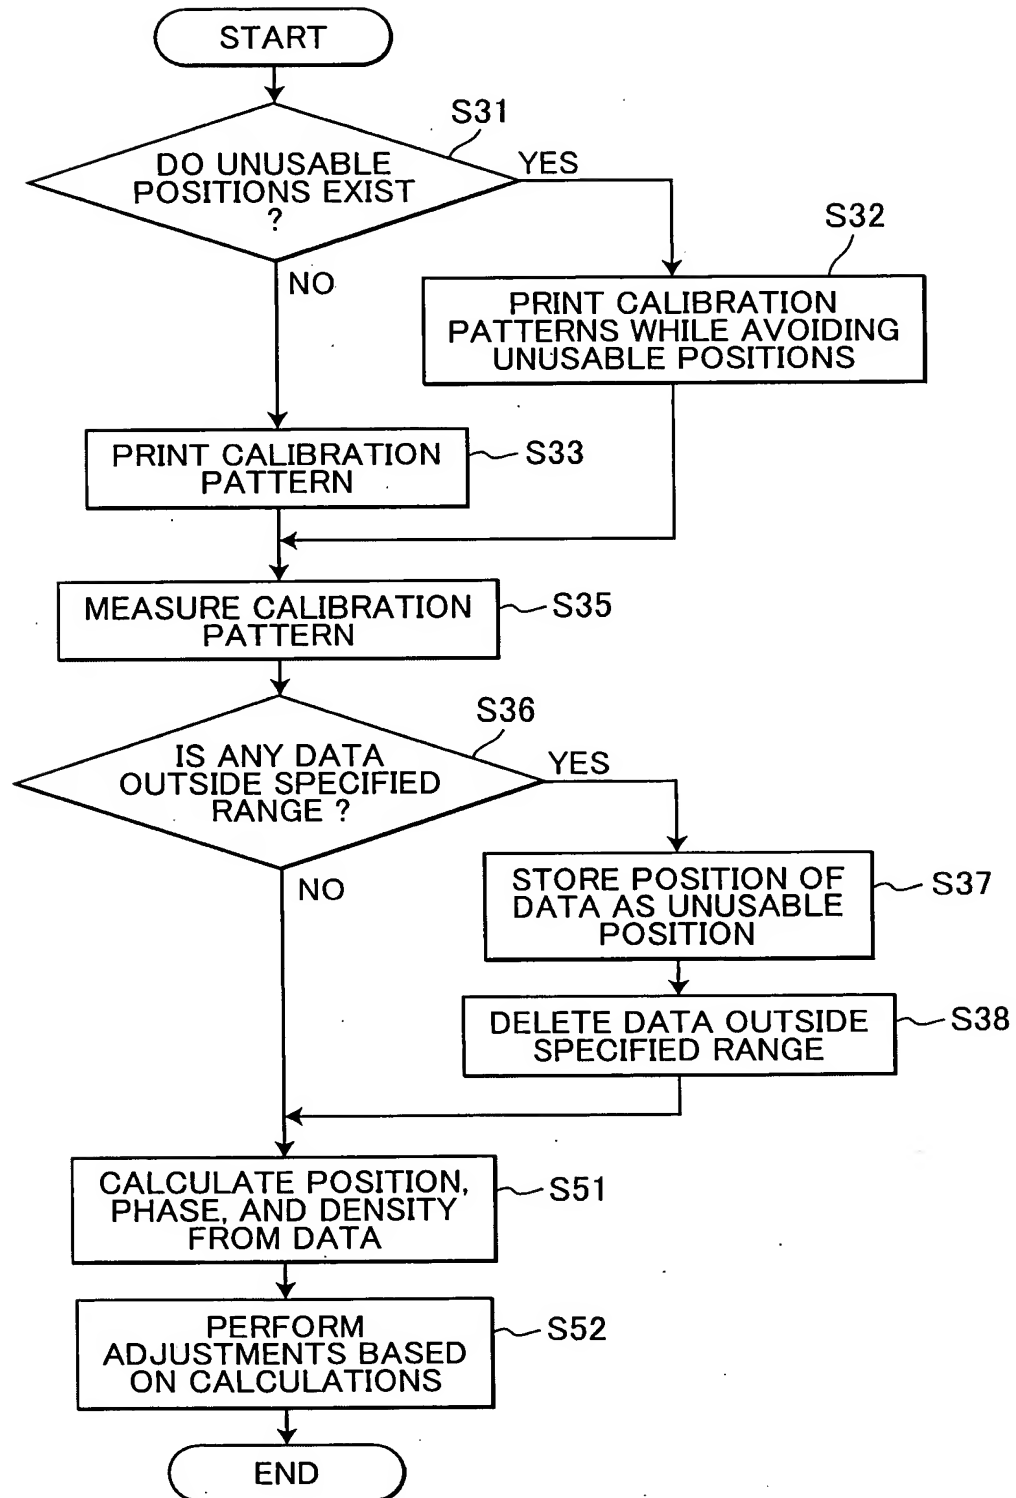 START
S31
DO UNUSABLE
POSITIONS EXIST
?
YES
NO
S32
PRINT CALIBRATION
PATTERNS WHILE AVOIDING
UNUSABLE POSITIONS
PRINT CALIBRATION
PATTERN
S33
MEASURE CALIBRATION
PATTERN
S35
S36
IS ANY DATA
OUTSIDE SPECIFIED
RANGE ?
YES
NO
STORE POSITION OF
DATA AS UNUSABLE
POSITION
S37
DELETE DATA OUTSIDE
SPECIFIED RANGE
S38
CALCULATE POSITION,
PHASE, AND DENSITY
FROM DATA
S51
PERFORM
ADJUSTMENTS BASED
ON CALCULATIONS
S52
END